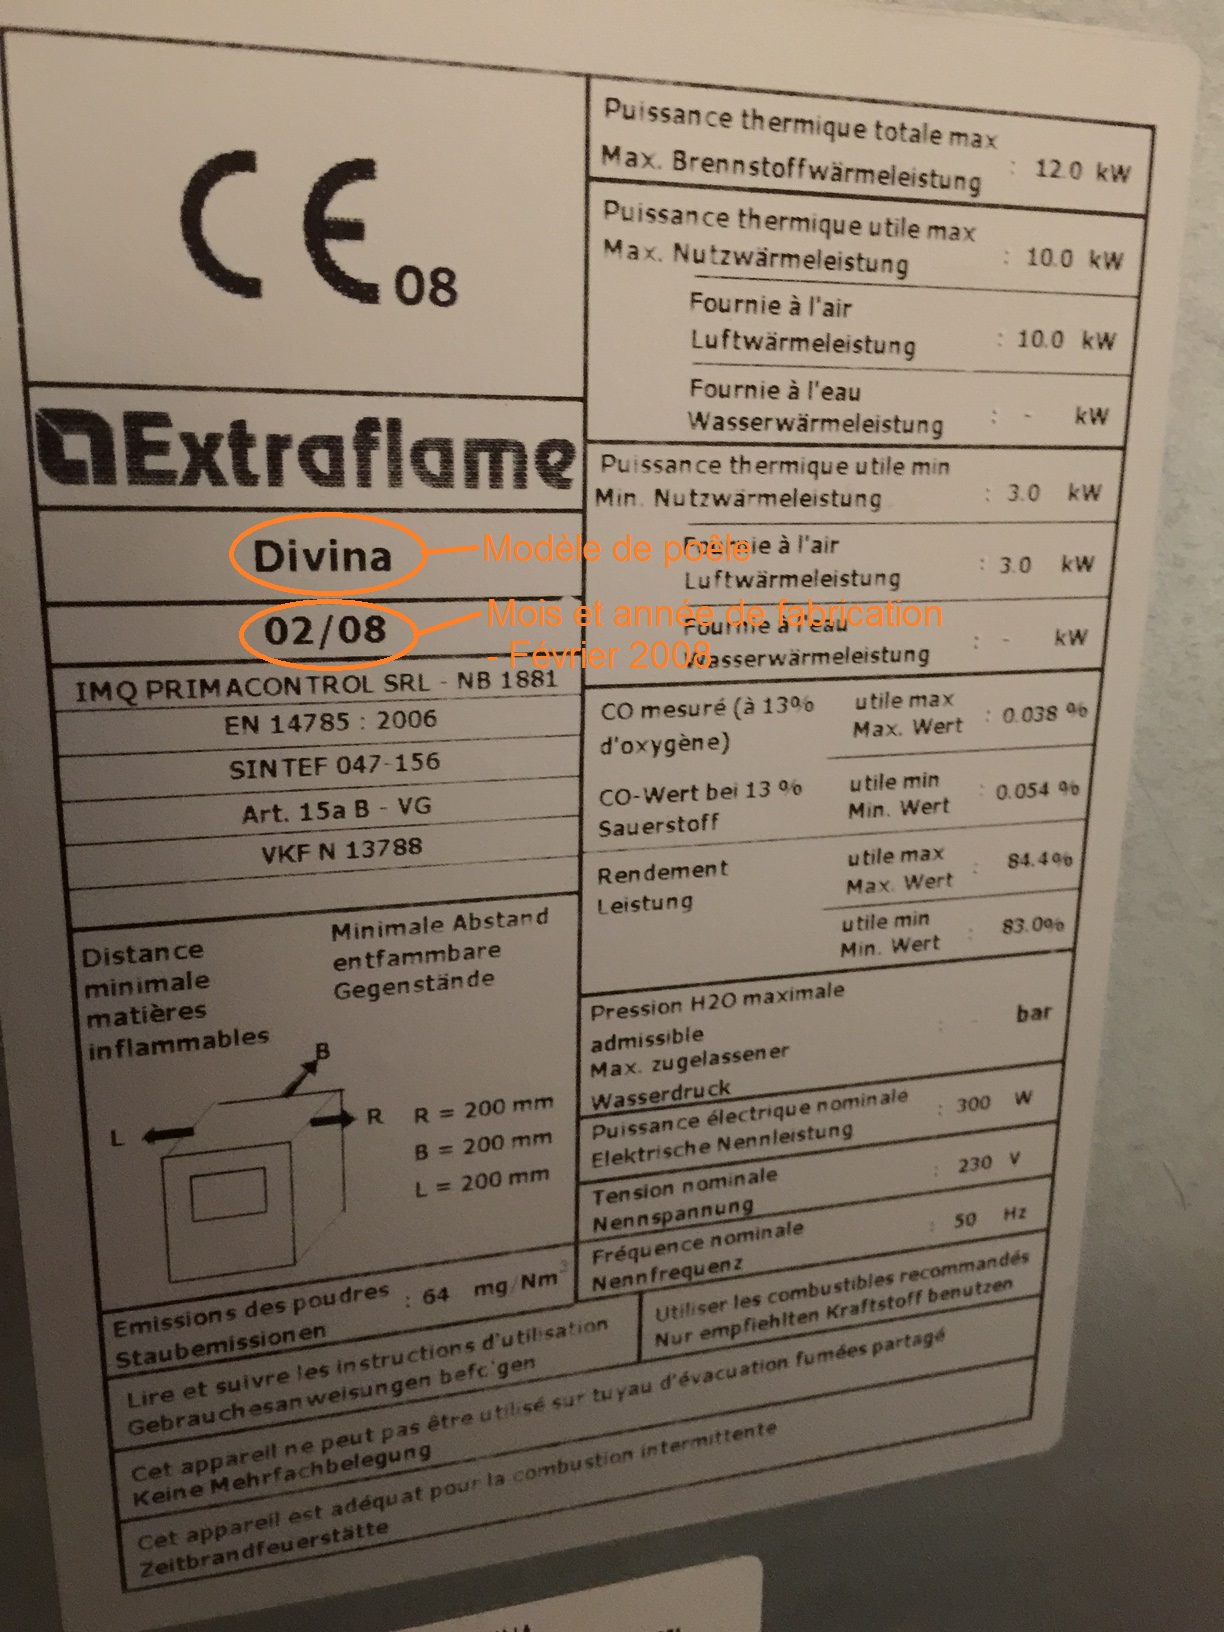 CE 08
Extraflame
Divina
Modèle de poêle
02/08
Mois et année de fabrication
- Février 2008
IMQ PRIMACONTROL SRL - NB 1881
EN 14785 : 2006
SINTEF 047-156
Art. 15a B - VG
VKF N 13788
Distance
minimale
matières
inflammables
Minimale Abstand
entfammbare
Gegenstände
B
L
R
R = 200 mm
B = 200 mm
L = 200 mm
Emissions des poudres : 64 mg/Nm³
Staubemissionen
Puissance thermique totale max
Max. Brennstoffwärmeleistung : 12.0 kW
Puissance thermique utile max
Max. Nutzwärmeleistung : 10.0 kW
Fournie à l'air
Luftwärmeleistung : 10.0 kW
Fournie à l'eau
Wasserwärmeleistung : - kW
Puissance thermique utile min
Min. Nutzwärmeleistung : 3.0 kW
Fournie à l'air
Luftwärmeleistung : 3.0 kW
Fournie à l'eau
Wasserwärmeleistung : - kW
CO mesuré (à 13%
d'oxygène)
CO-Wert bei 13 %
Sauerstoff
utile max
Max. Wert : 0.038 %
utile min
Min. Wert : 0.054 %
Rendement
Leistung
utile max
Max. Wert : 84.4%
utile min
Min. Wert : 83.0%
Pression H2O maximale
admissible
Max. zugelassener
Wasserdruck : - bar
Puissance électrique nominale
Elektrische Nennleistung : 300 W
Tension nominale
Nennspannung : 230 V
Fréquence nominale
Nennfrequenz : 50 Hz
Lire et suivre les instructions d'utilisation
Gebrauchesanweisungen befc'gen
Utiliser les combustibles recommandés
Nur empfiehlten Kraftstoff benutzen
Cet appareil ne peut pas être utilisé sur tuyau d'évacuation fumées partagé
Keine Mehrfachbelegung
Cet appareil est adéquat pour la combustion intermittente
Zeitbrandfeuerstätte